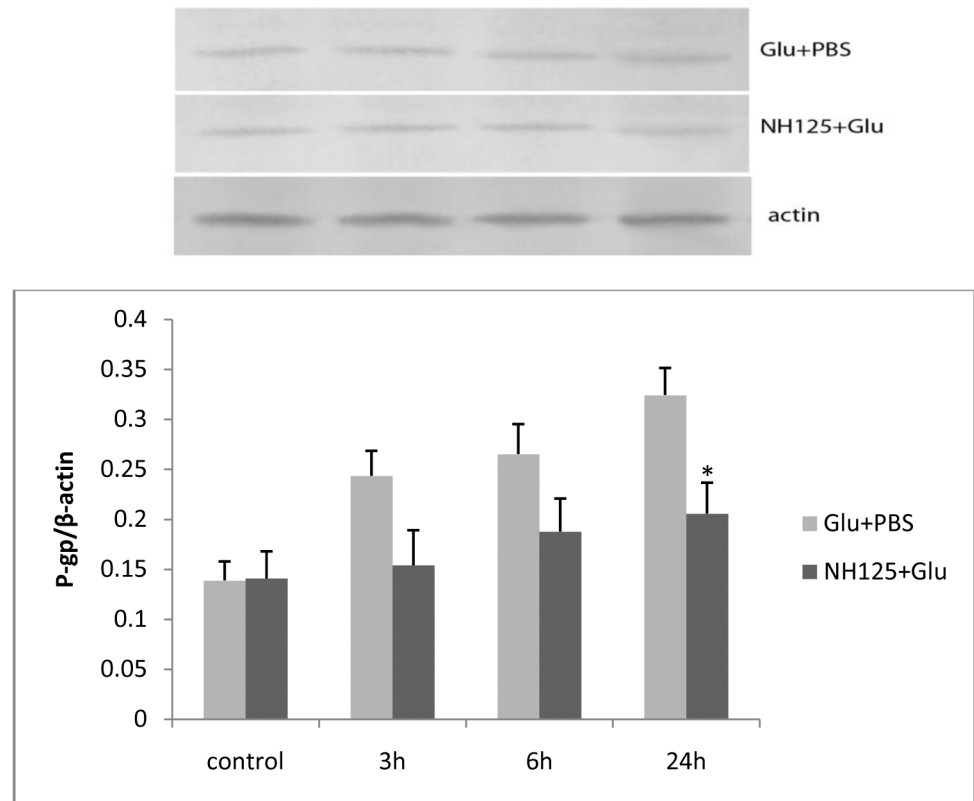 Glu+PBS
NH125+Glu
actin
0.4
0.35
0.3
0.25
0.2
0.15
0.1
0.05
0
P-gp/β-actin
*
control 3h 6h 24h
Glu+PBS
NH125+Glu